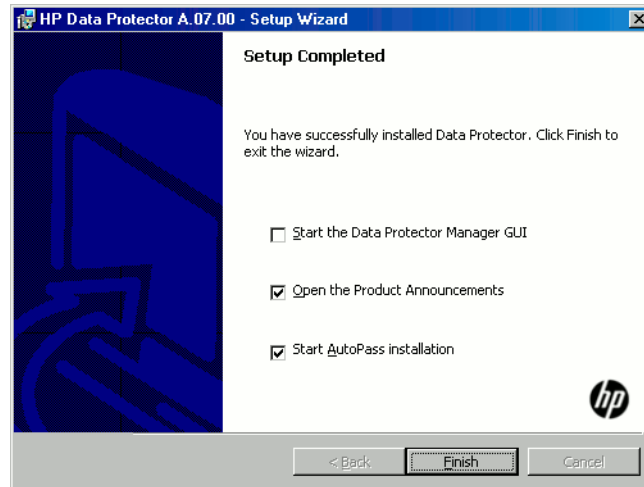 HP Data Protector A.07.00 - Setup Wizard
Setup Completed
You have successfully installed Data Protector. Click Finish to
exit the wizard.
Start the Data Protector Manager GUI
Open the Product Announcements
Start AutoPass installation
hp
< Back
Finish
Cancel